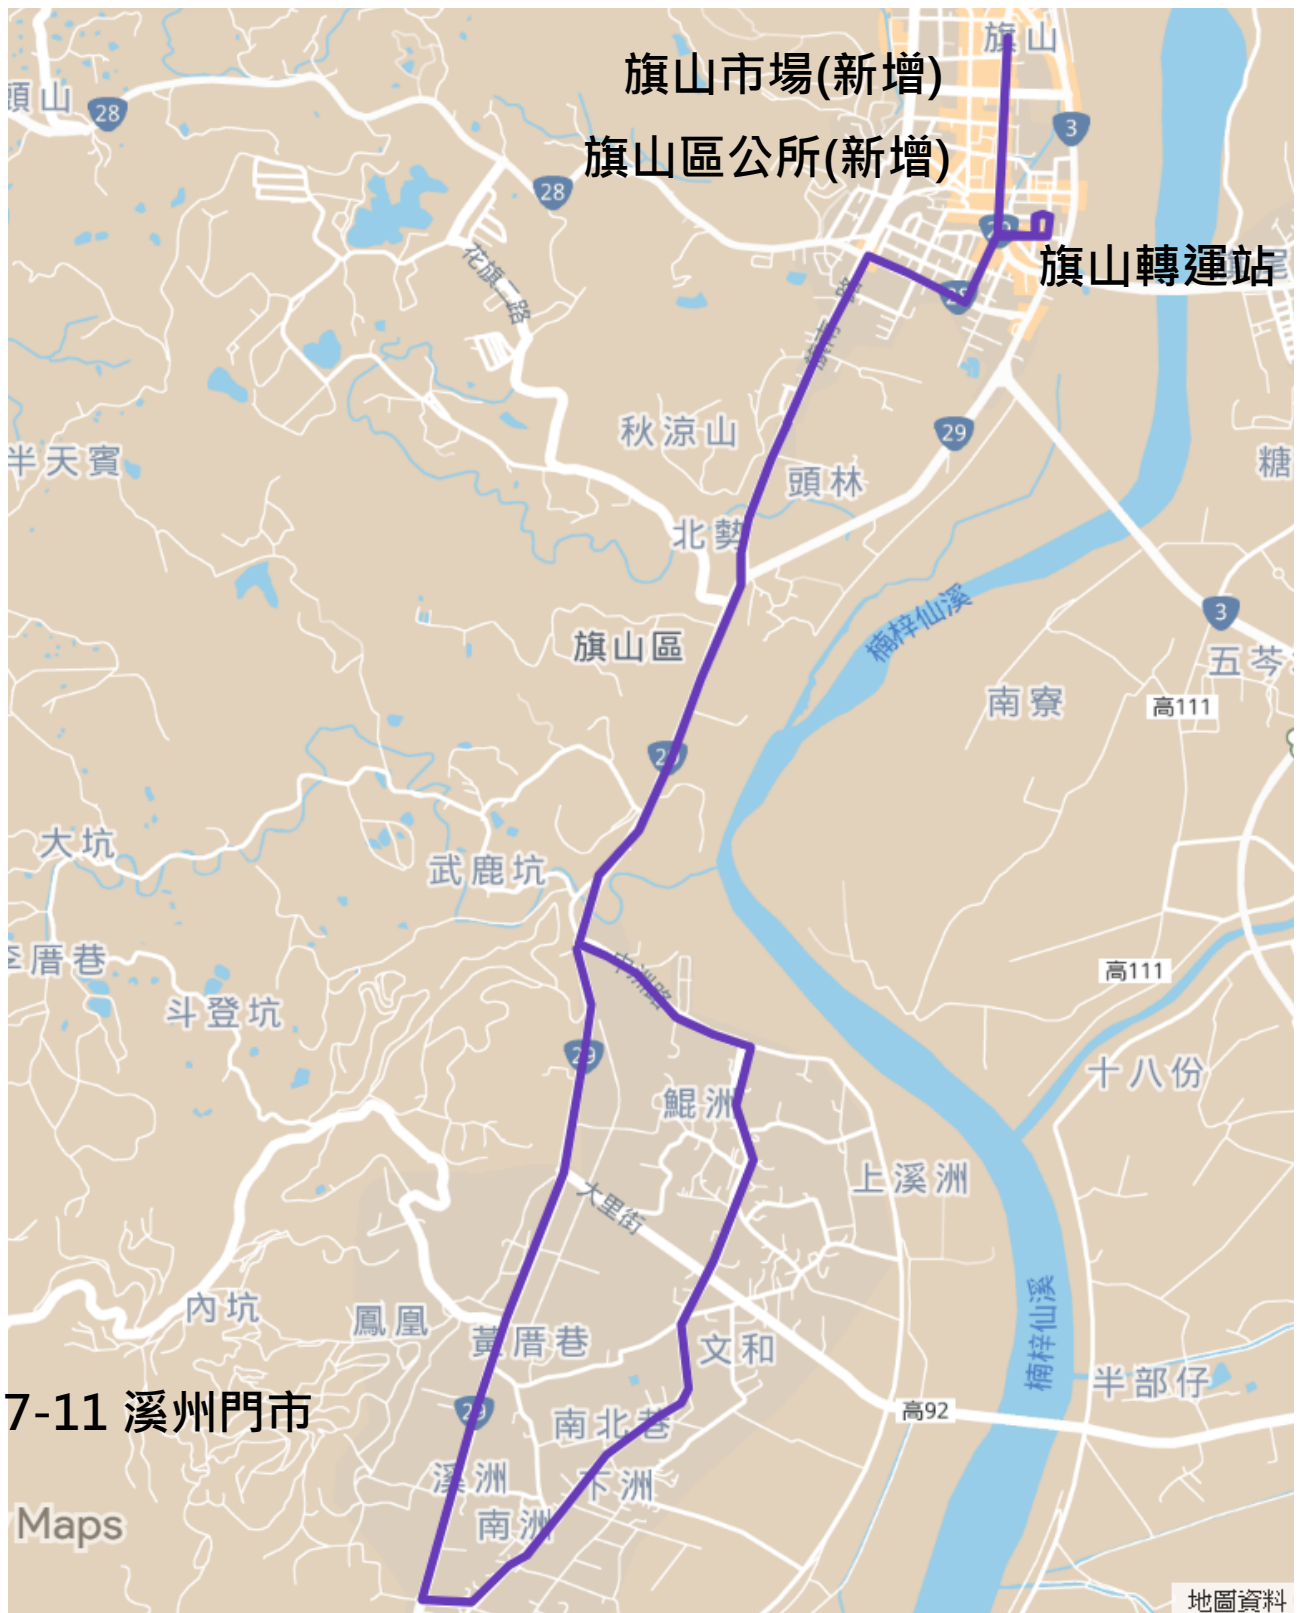 旗山
旗山市場(新增)
頭山
28
3
旗山區公所(新增)
28
旗山轉運站
尾
花旗二路
旗南一路
秋涼山
29
半天寮
頭林
糖
北勢
楠梓仙溪
3
旗山區
五芩
南寮
高111
29
大坑
武鹿坑
厝巷
中洲路
高111
斗登坑
29
十八份
鯤洲
上溪洲
大里街
內坑
鳳凰
黃厝巷
文和
楠梓仙溪
半部仔
7-11 溪州門市
29
南北巷
高92
溪洲
下洲
南洲
Maps
地圖資料